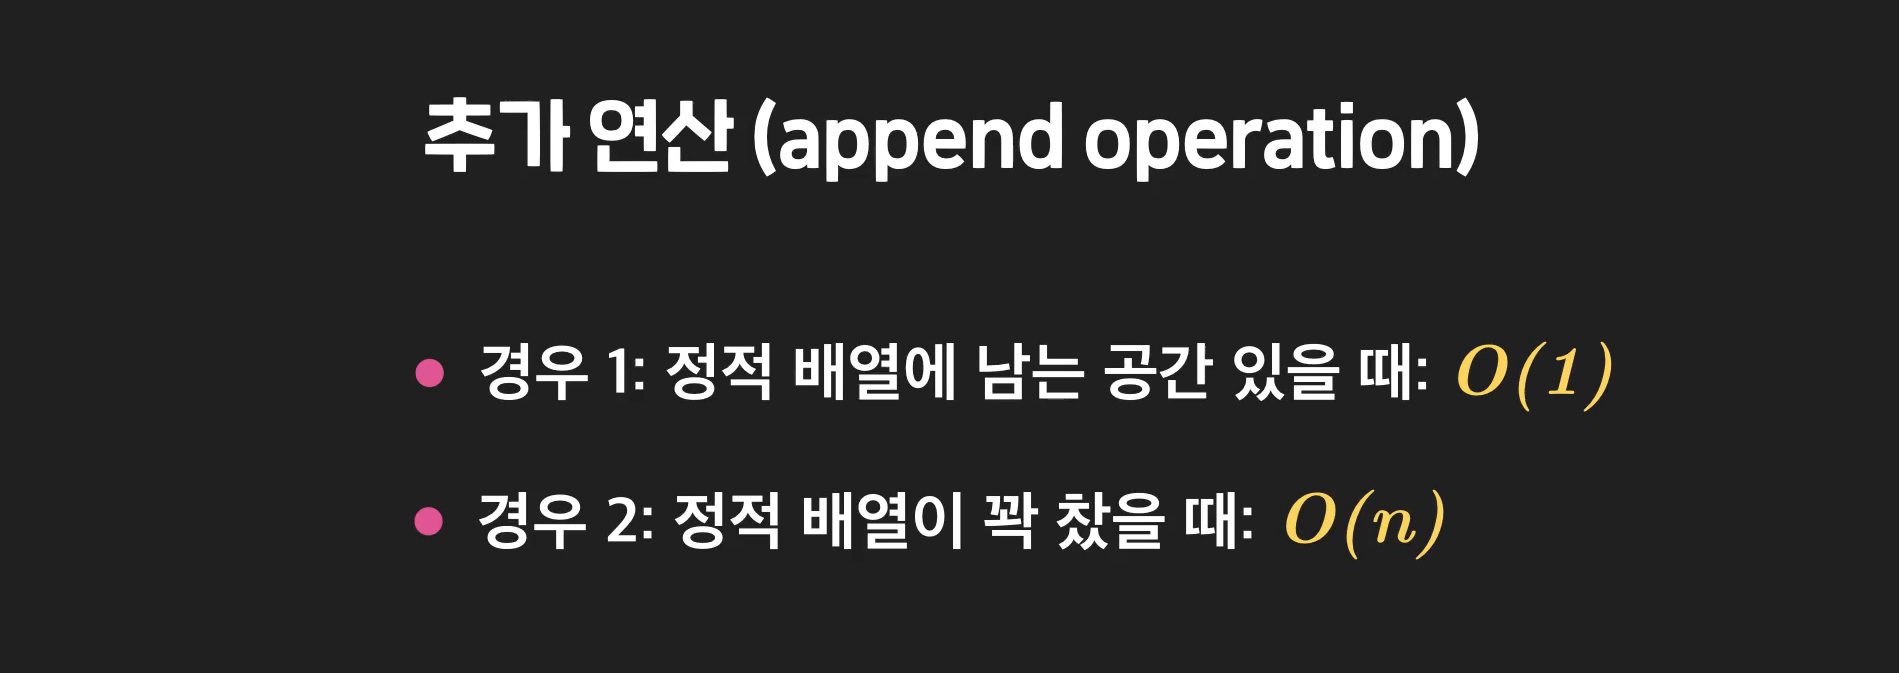 추가 연산 (append operation)
● 경우 1: 정적 배열에 남는 공간 있을 때: O(1)
● 경우 2: 정적 배열이 꽉 찼을 때: O(n)